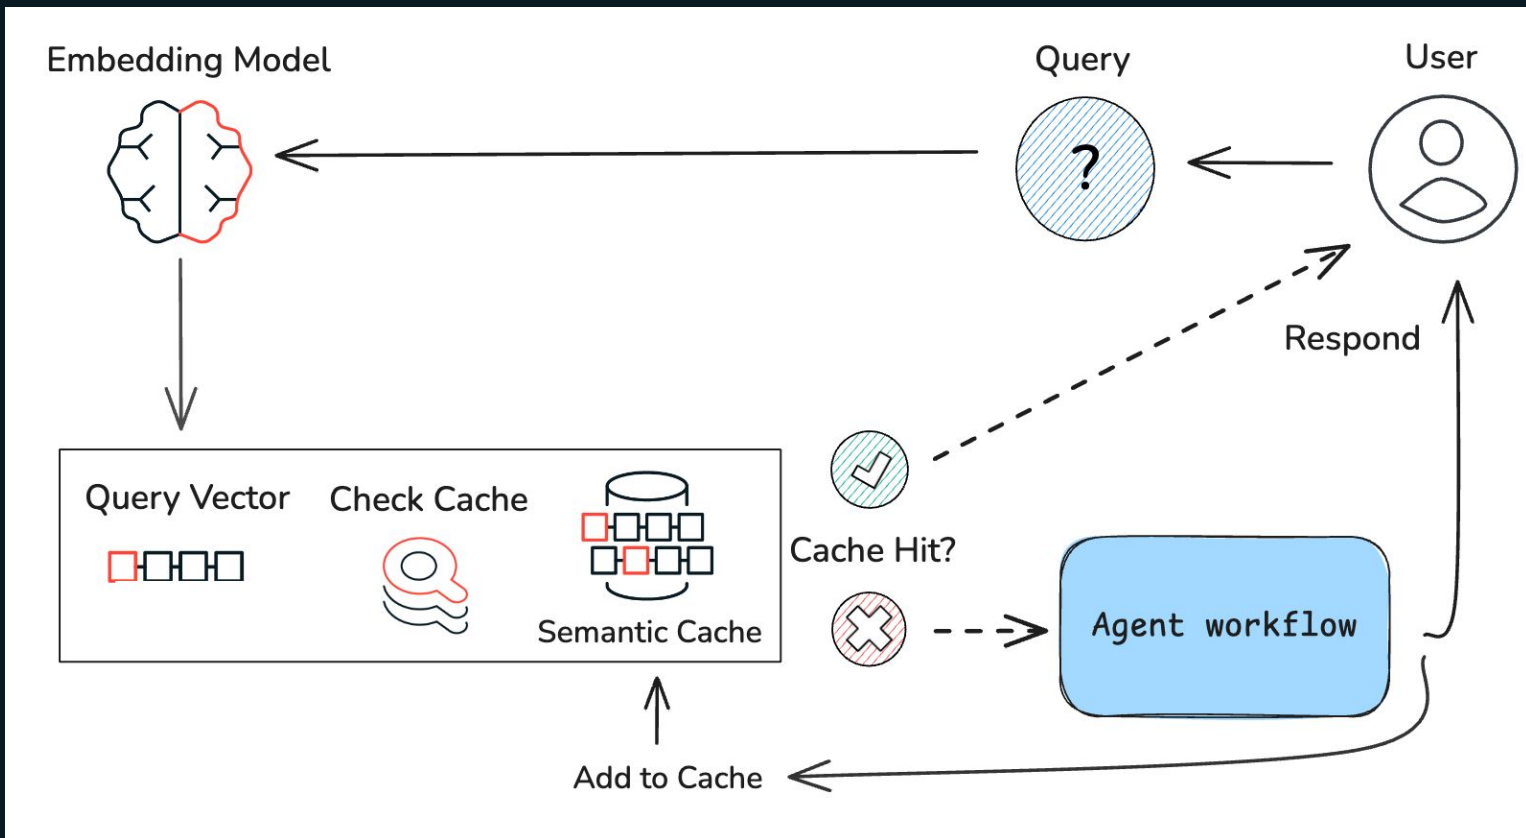 Embedding Model
Query
User
?
Respond
Query Vector
Check Cache
Semantic Cache
Cache Hit?
Agent workflow
Add to Cache